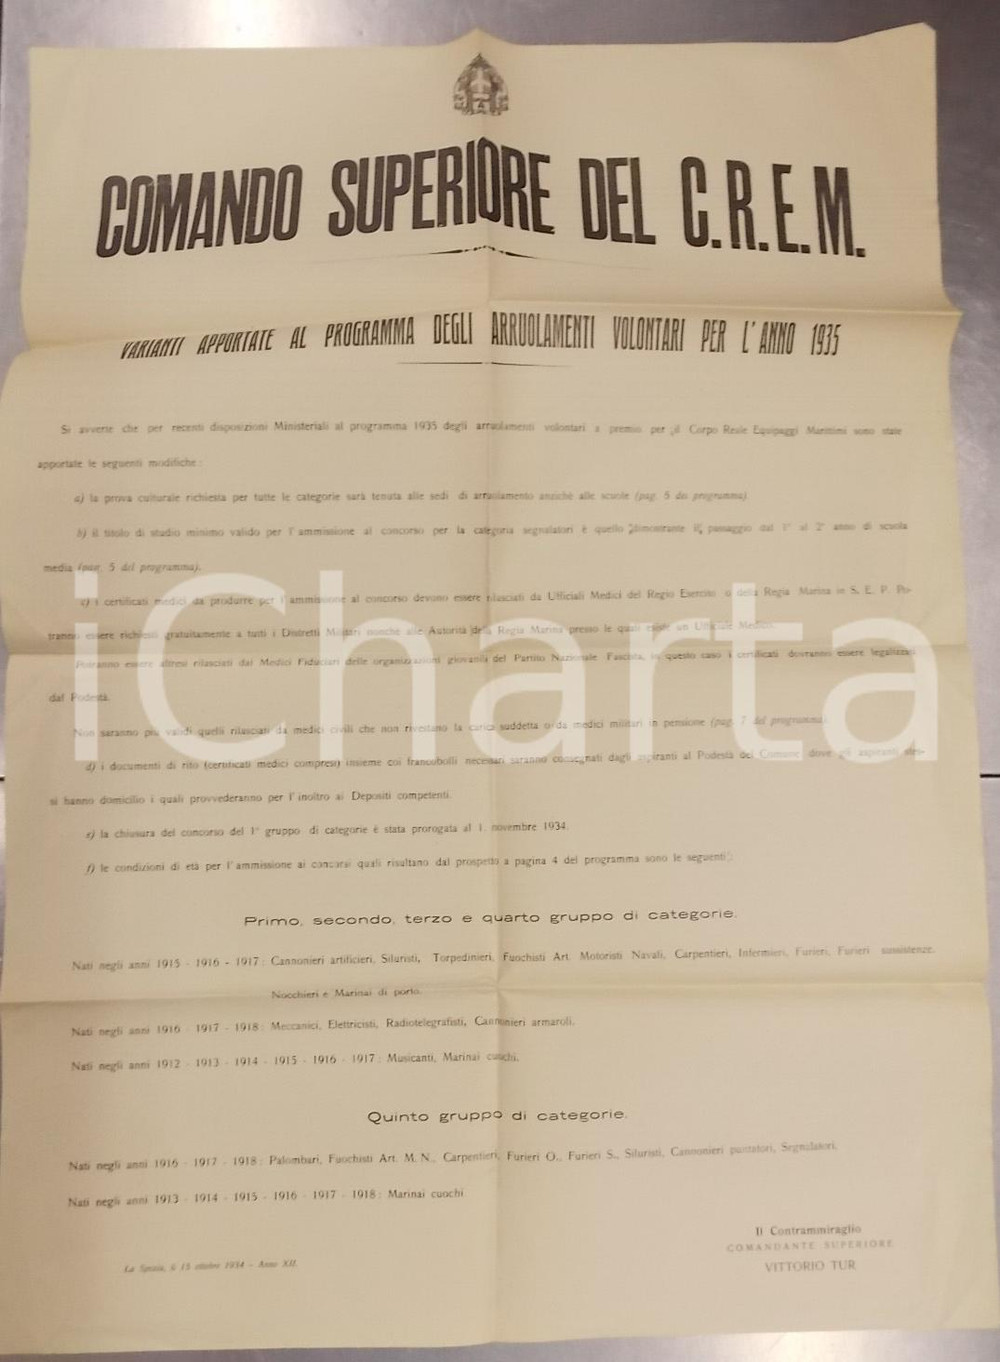 COMANDO SUPERIORE DEL C.R.E.M.
VARIANTI APPORTATE AL PROGRAMMA DEGLI ARRUOLAMENTI VOLONTARI PER L'ANNO 1935
Si avverte che per recenti disposizioni Ministeriali al programma 1935 degli arruolamenti volontari a premio per il Corpo Reale Equipaggi Marittimi sono state
apportate le seguenti modifiche:
a) la prova culturale richiesta per tutte le categorie sarà tenuta alle sedi di arruolamento anzichè alle scuole (pag. 5 del programma).
b) il titolo di studio minimo valido per l'ammissione al concorso per la categoria segnalatori è quello dimostrante il passaggio dal 1° al 2° anno di scuola
media (pag. 5 del programma).
c) i certificati medici da produrre per l'ammissione al concorso devono essere rilasciati da Ufficiali Medici del Regio Esercito o della Regia Marina in S. E. P. Po-
tranno essere richiesti gratuitamente a tutti i Distretti Militari nonchè alle Autorità della Regia Marina presso le quali esiste un Ufficiale Medico.
Potranno essere altresì rilasciati dai Medici Fiduciari delle organizzazioni giovanili del Partito Nazionale Fascista, in questo caso i certificati dovranno essere legalizzati
dal Podestà.
Non saranno più validi quelli rilasciati da medici civili che non rivestano la carica suddetta o da medici militari in pensione (pag. 7 del programma).
d) i documenti di rito (certificati medici compresi) insieme coi francobolli necessari saranno consegnati dagli aspiranti al Podestà del Comune dove gli aspiranti stes-
si hanno domicilio i quali provvederanno per l'inoltro ai Depositi competenti.
e) la chiusura del concorso del 1° gruppo di categorie è stata prorogata al 1. novembre 1934.
f) le condizioni di età per l'ammissione ai concorsi quali risultano dal prospetto a pagina 4 del programma sono le seguenti:
Primo, secondo, terzo e quarto gruppo di categorie.
Nati negli anni 1915 - 1916 - 1917: Cannonieri artificieri, Siluristi, Torpedinieri, Fuochisti Art. Motoristi Navali, Carpentieri, Infermieri, Furieri, Furieri sussistenze.
Nocchieri e Marinai di porto.
Nati negli anni 1916 - 1917 - 1918: Meccanici, Elettricisti, Radiotelegrafisti, Cannonieri armaroli.
Nati negli anni 1912 - 1913 - 1914 - 1915 - 1916 - 1917: Musicanti, Marinai cuochi.
Quinto gruppo di categorie.
Nati negli anni 1916 - 1917 - 1918: Palombari, Fuochisti Art. M. N., Carpentieri, Furieri O., Furieri S., Siluristi, Cannonieri puntatori, Segnalatori.
Nati negli anni 1913 - 1914 - 1915 - 1916 - 1917 - 1918: Marinai cuochi.
Il Contrammiraglio
COMANDANTE SUPERIORE
VITTORIO TUR
La Spezia, li 15 ottobre 1934 - Anno XII.
iCharta